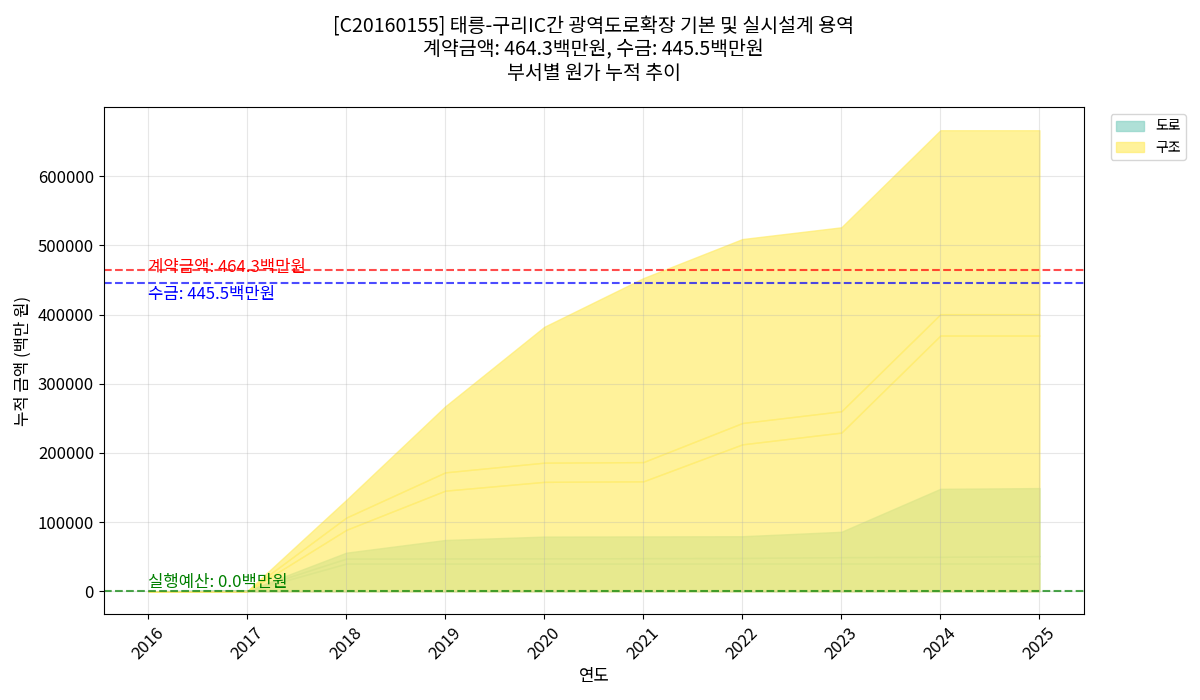 [C20160155] 태릉-구리IC간 광역도로확장 기본 및 실시설계 용역
계약금액: 464.3백만원, 수금: 445.5백만원
부서별 원가 누적 추이
도로
구조
누적 금액 (백만 원)
600000
500000
400000
300000
200000
100000
0
계약금액: 464.3백만원
수금: 445.5백만원
실행예산: 0.0백만원
2016
2017
2018
2019
2020
2021
2022
2023
2024
2025
연도